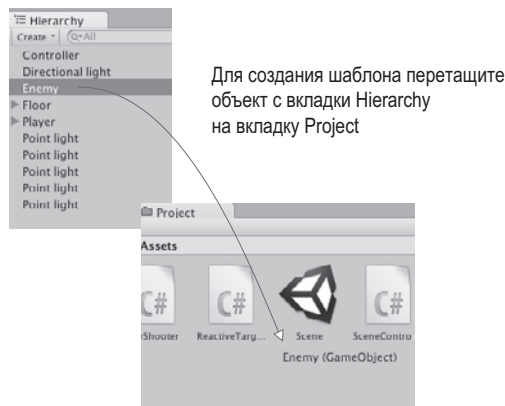 Hierarchy
Create
All
Controller
Directional light
Enemy
Floor
Player
Point light
Point light
Point light
Point light
Point light
Для создания шаблона перетащите
объект с вкладки Hierarchy
на вкладку Project
Project
Assets
C# C# C#
Shooter ReactiveTarg... Scene SceneContro
Enemy (GameObject)